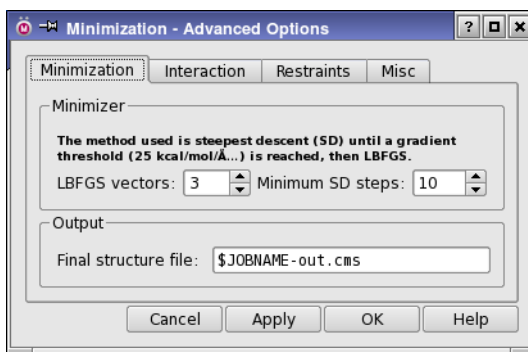 Minimization - Advanced Options
Minimization Interaction Restraints Misc
Minimizer
The method used is steepest descent (SD) until a gradient
threshold (25 kcal/mol/Å...) is reached, then LBFGS.
LBFGS vectors: 3 Minimum SD steps: 10
Output
Final structure file: $JOBNAME-out.cms
Cancel Apply OK Help